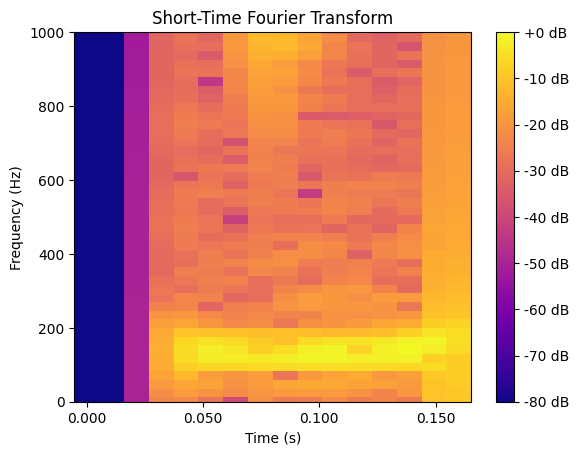 Short-Time Fourier Transform
1000
800
600
400
200
0
Frequency (Hz)
0.000
0.050
0.100
0.150
Time (s)
+0 dB
-10 dB
-20 dB
-30 dB
-40 dB
-50 dB
-60 dB
-70 dB
-80 dB